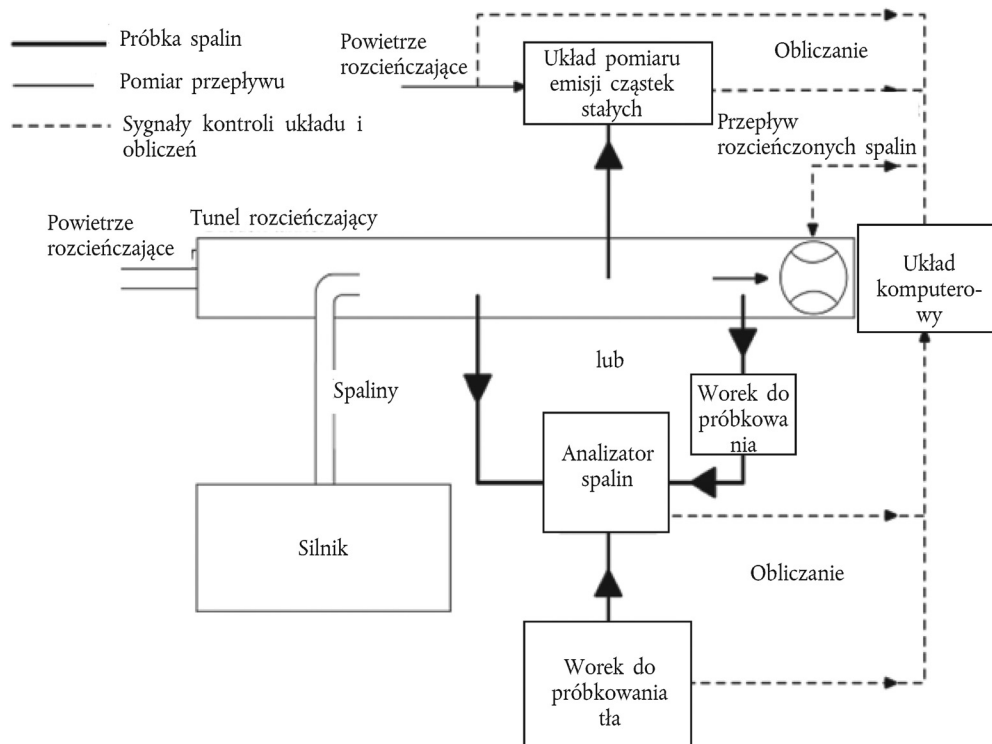 Próbka spalin
Pomiar przepływu
Sygnały kontroli układu i
obliczeń
Powietrze
rozcieńczające
Układ pomiaru
emisji cząstek
stałych
Obliczanie
Przepływ
rozcieńczonych spalin
Powietrze
rozcieńczające
Tunel rozcieńczający
Układ
komputero-
wy
lub
Spaliny
Worek do
próbkowa
nia
Analizator
spalin
Silnik
Obliczanie
Worek do
próbkowania
tła